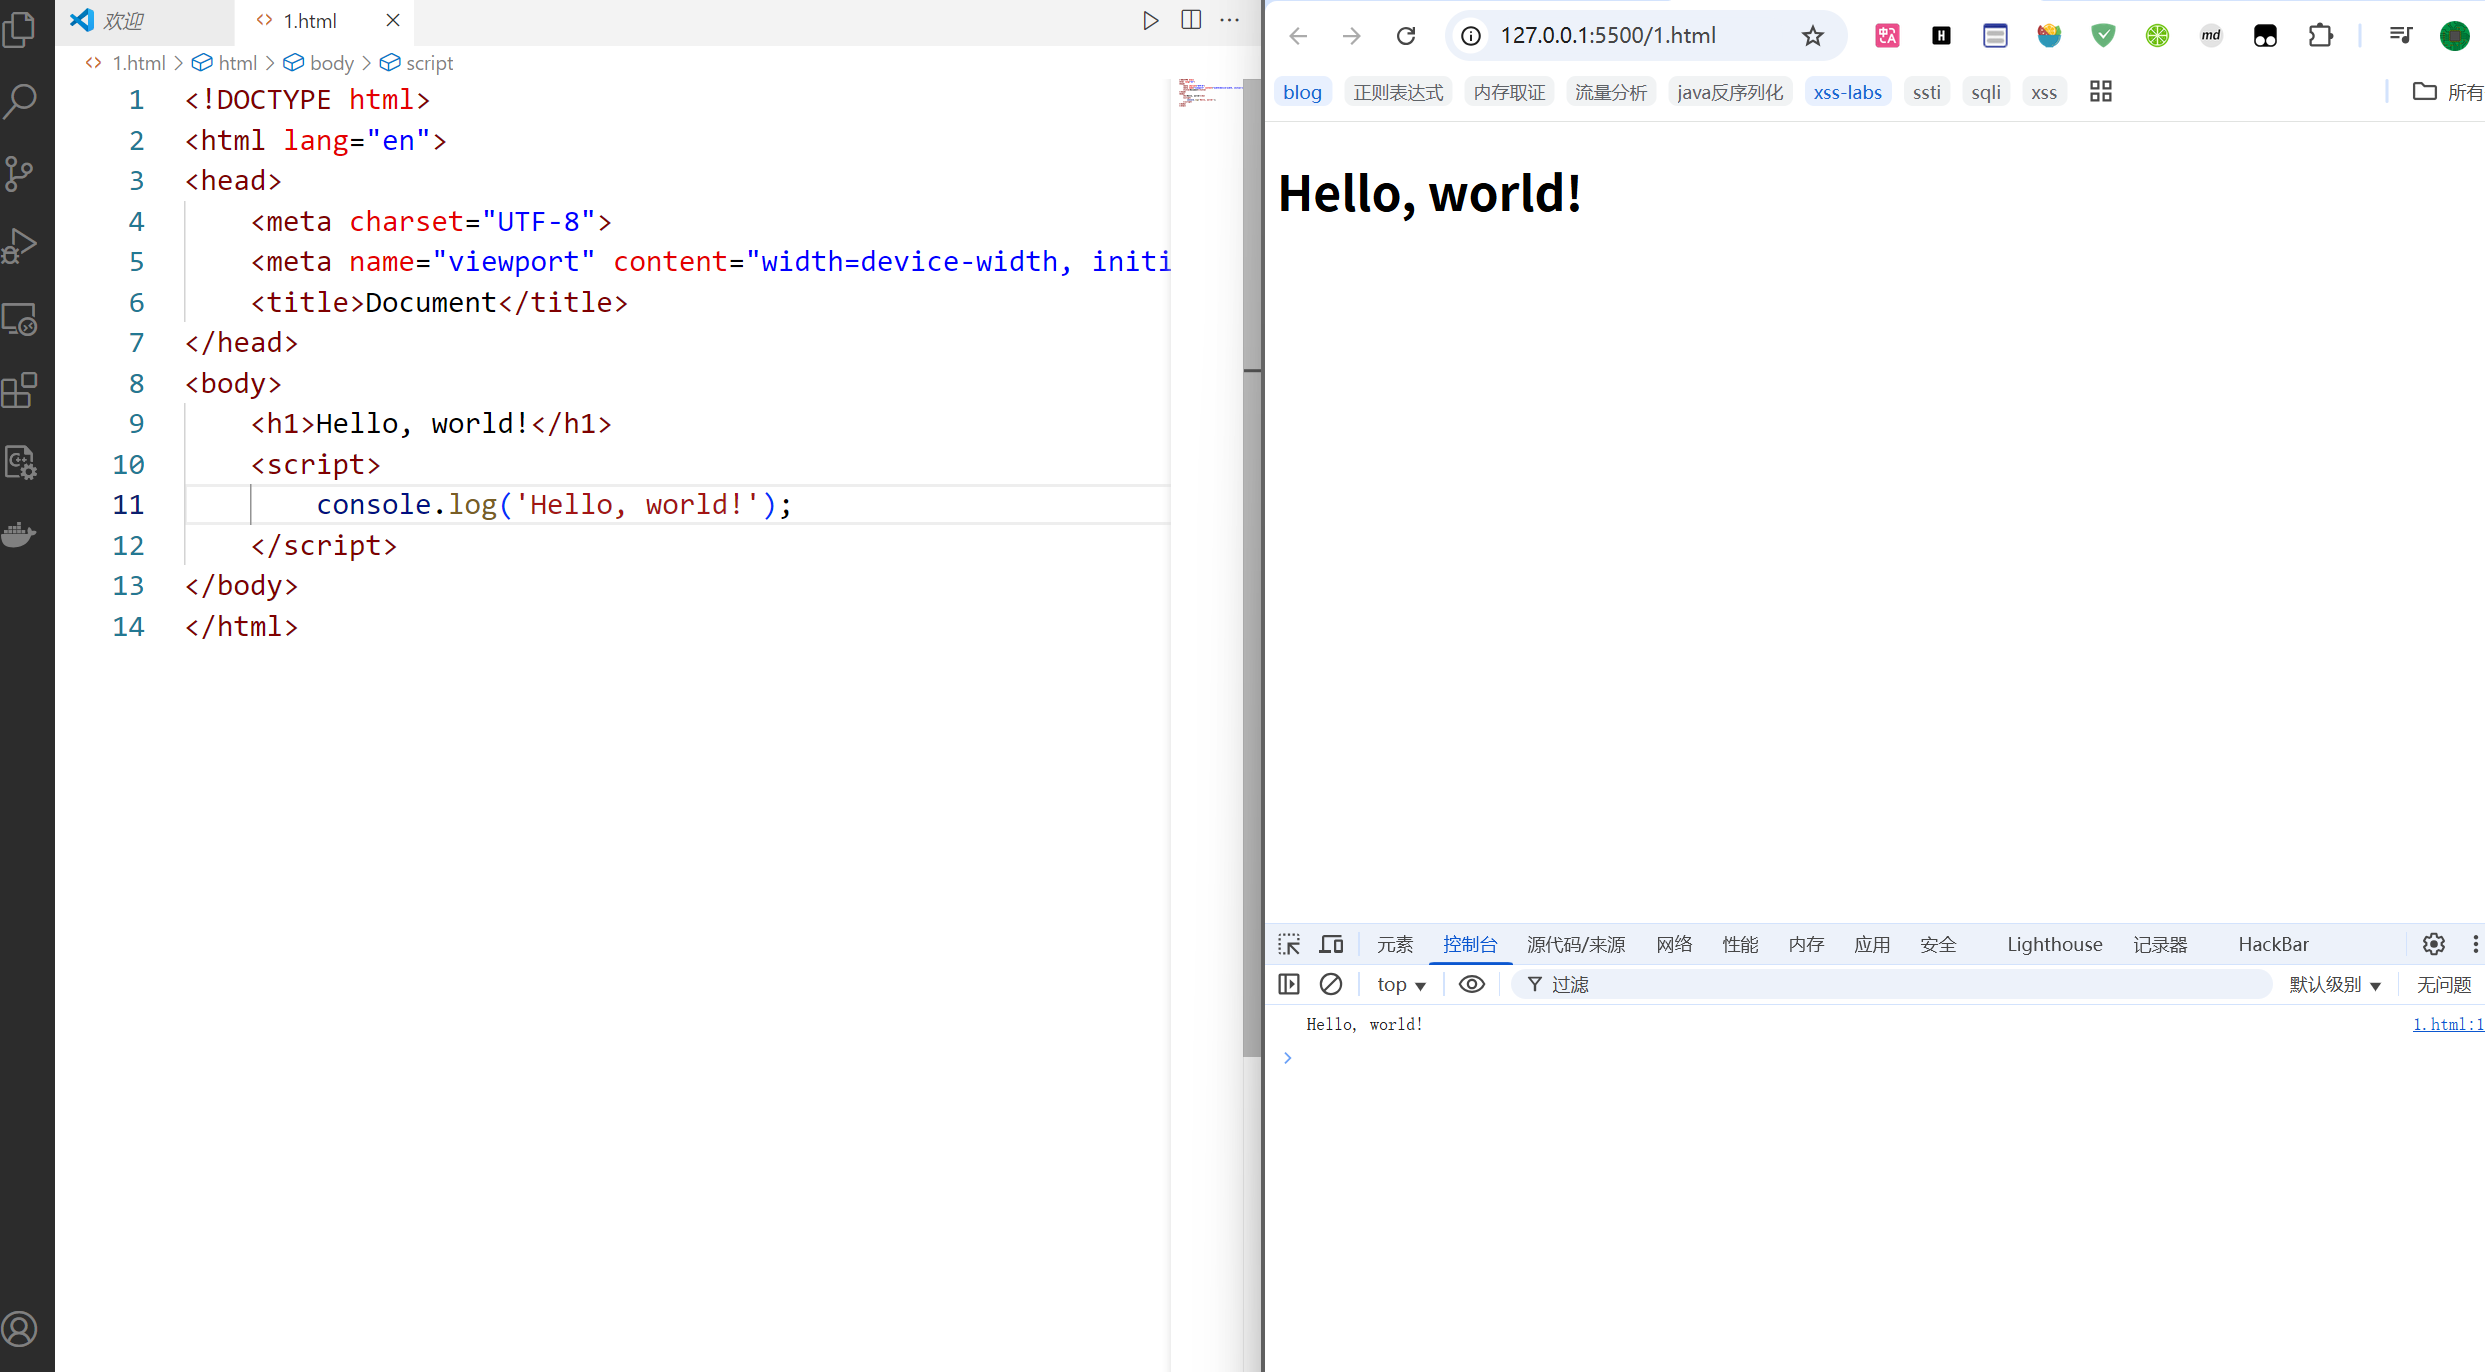 欢迎
1.html
1.html > html > body > script
1 <!DOCTYPE html>
2 <html lang="en">
3 <head>
4 <meta charset="UTF-8">
5 <meta name="viewport" content="width=device-width, initi
6 <title>Document</title>
7 </head>
8 <body>
9 <h1>Hello, world!</h1>
10 <script>
11 console.log('Hello, world!');
12 </script>
13 </body>
14 </html>
127.0.0.1:5500/1.html
中A
H
md
blog 正则表达式 内存取证 流量分析 java反序列化 xss-labs ssti sqli xss 所有
Hello, world!
元素 控制台 源代码/来源 网络 性能 内存 应用 安全 Lighthouse 记录器 HackBar
top 过滤 默认级别 无问题
Hello, world! 1.html:1